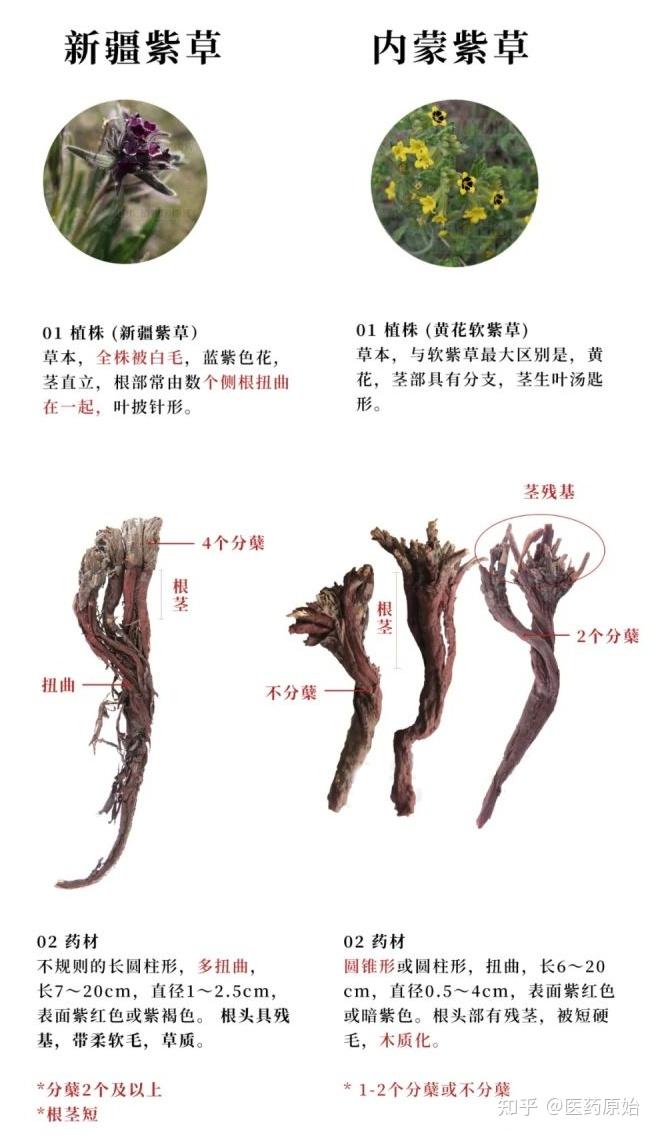 新疆紫草
内蒙紫草
01 植株 (新疆紫草)
草本，全株被白毛，蓝紫色花，
茎直立，根部常由数个侧根扭曲
在一起，叶披针形。
01 植株 (黄花软紫草)
草本，与软紫草最大区别是，黄
花，茎部具有分支，茎生叶汤匙
形。
4个分蘖
根茎
扭曲
茎残基
根茎
2个分蘖
不分蘖
02 药材
不规则的长圆柱形，多扭曲，
长7～20cm，直径1～2.5cm，
表面紫红色或紫褐色。 根头具残
基，带柔软毛，草质。
*分蘖2个及以上
*根茎短
02 药材
圆锥形或圆柱形，扭曲，长6～20
cm，直径0.5～4cm，表面紫红色
或暗紫色。根头部有残茎，被短硬
毛，木质化。
* 1-2个分蘖或不分蘖
知乎 @医药原始